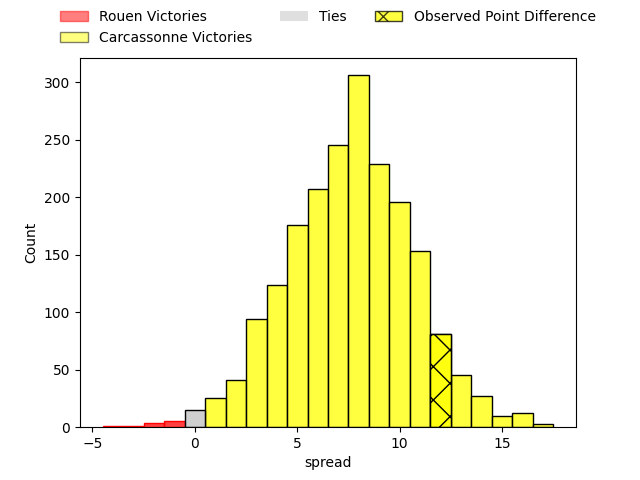 Rouen Victories
Carcassonne Victories
Ties
Observed Point Difference
300
250
200
150
100
50
0
Count
−5 0 5 10 15
spread